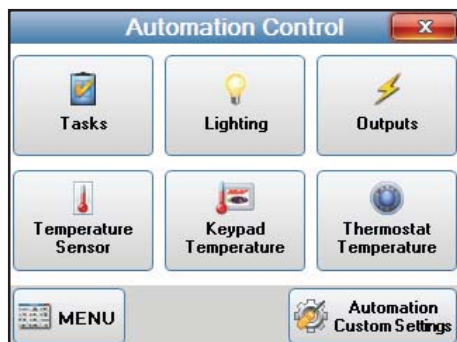 Automation Control
Tasks
Lighting
Outputs
Temperature
Sensor
Keypad
Temperature
Thermostat
Temperature
MENU
Automation
Custom Settings